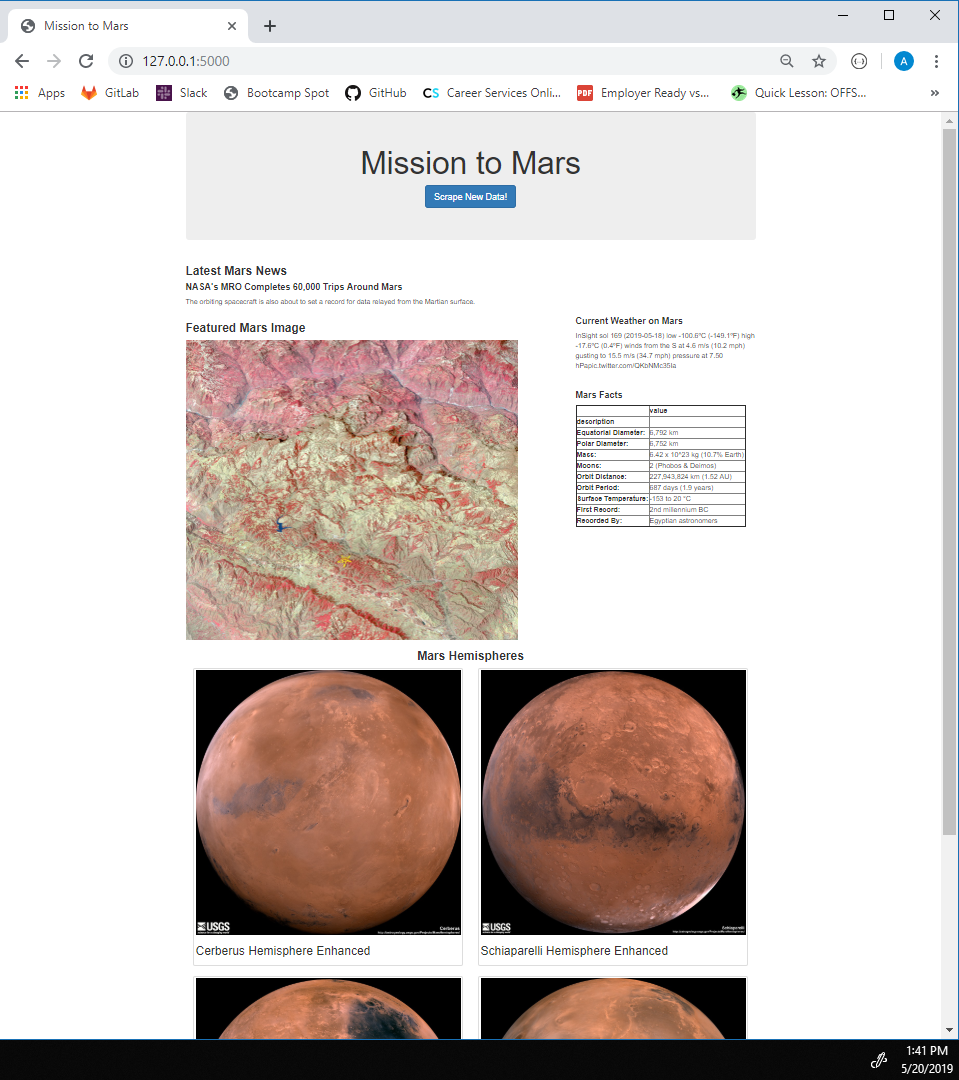 Mission to Mars
127.0.0.1:5000
A
Apps GitLab Slack Bootcamp Spot GitHub CS Career Services Onli... PDF Employer Ready vs... Quick Lesson: OFFS... »
Mission to Mars
Scrape New Data!
Latest Mars News
NASA's MRO Completes 60,000 Trips Around Mars
The orbiting spacecraft is also about to set a record for data relayed from the Martian surface.
Featured Mars Image
Current Weather on Mars
InSight sol 169 (2019-05-18) low -100.6ºC (-149.1ºF) high
-17.6ºC (0.4ºF) winds from the S at 4.6 m/s (10.2 mph)
gusting to 15.5 m/s (34.7 mph) pressure at 7.50
hPapic.twitter.com/QKbNMc35Ia
Mars Facts
value
description
Equatorial Diameter: 6,792 km
Polar Diameter: 6,752 km
Mass: 6.42 x 10^23 kg (10.7% Earth)
Moons: 2 (Phobos & Deimos)
Orbit Distance: 227,943,824 km (1.52 AU)
Orbit Period: 687 days (1.9 years)
Surface Temperature: -153 to 20 °C
First Record: 2nd millennium BC
Recorded By: Egyptian astronomers
Mars Hemispheres
USGS
Cerberus
Cerberus Hemisphere Enhanced
USGS
Schiaparelli
Schiaparelli Hemisphere Enhanced
1:41 PM
5/20/2019